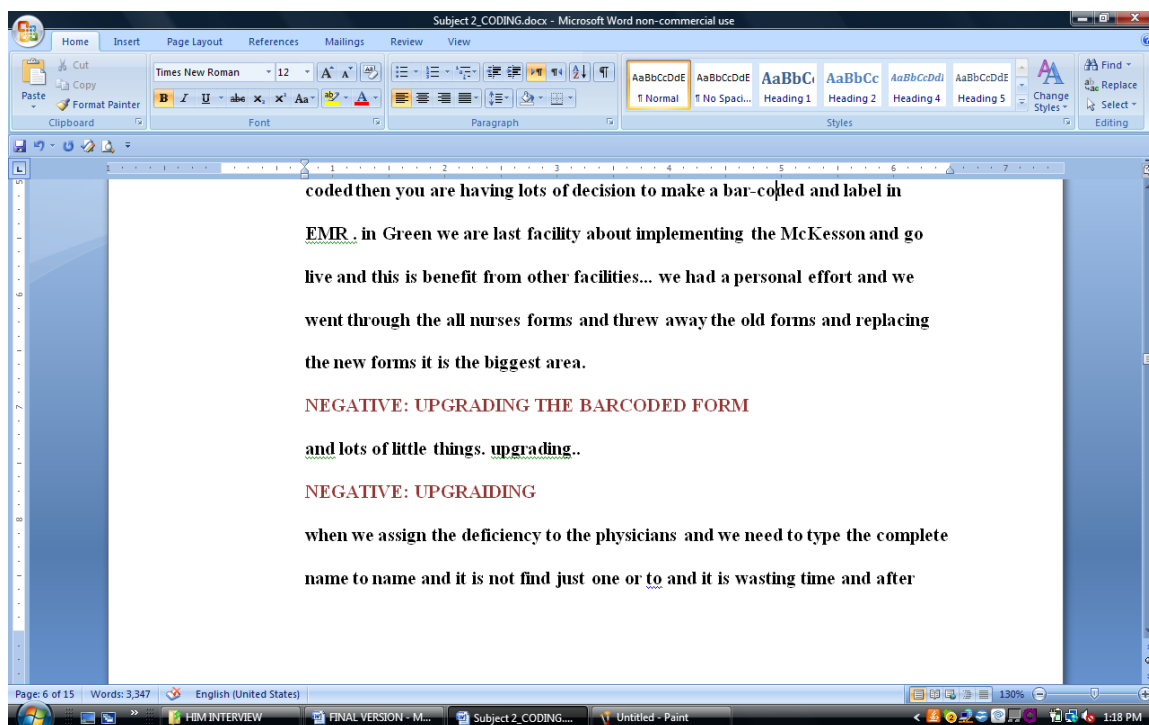 Subject 2_CODING.docx - Microsoft Word non-commercial use
Home Insert Page Layout References Mailings Review View
Cut
Copy
Format Painter
Paste
Clipboard
Times New Roman 12
Font
Paragraph
AaBbCcDdE AaBbCcDdE AaBbC AaBbCc AaBbCcDdI AaBbCcDdE
¶ Normal ¶ No Spaci... Heading 1 Heading 2 Heading 4 Heading 5
Change Styles
Styles
Find
Replace
Select
Editing
coded then you are having lots of decision to make a bar-coded and label in
EMR . in Green we are last facility about implementing the McKesson and go
live and this is benefit from other facilities... we had a personal effort and we
went through the all nurses forms and threw away the old forms and replacing
the new forms it is the biggest area.
NEGATIVE: UPGRADING THE BARCODED FORM
and lots of little things. upgrading..
NEGATIVE: UPGRAIDING
when we assign the deficiency to the physicians and we need to type the complete
name to name and it is not find just one or to and it is wasting time and after
Page: 6 of 15 Words: 3,347 English (United States) 130%
HIM INTERVIEW FINAL VERSION - M... Subject 2_CODING.... Untitled - Paint 1:18 PM